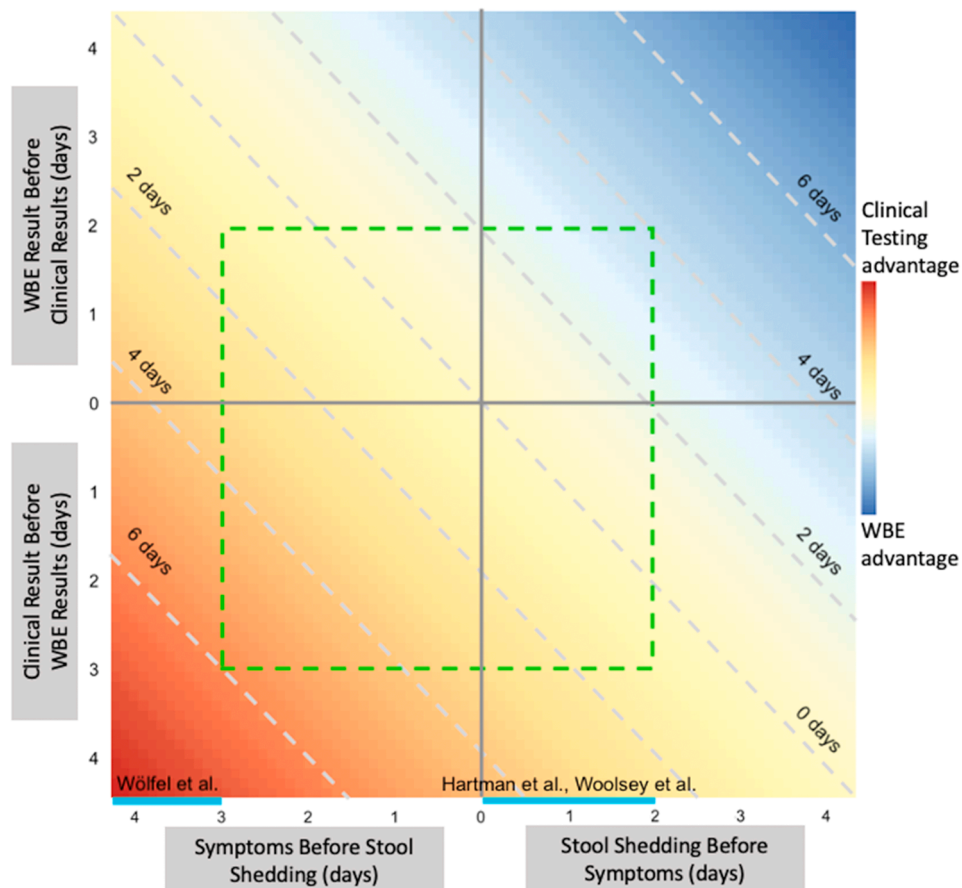 4
3
2
1
0
1
2
3
4
WBE Result Before
Clinical Results (days)
Clinical Result Before
WBE Results (days)
2 days
4 days
6 days
6 days
4 days
2 days
0 days
Clinical
Testing
advantage
WBE
advantage
Wölfel et al.
Hartman et al., Woolsey et al.
4 3 2 1 0 1 2 3 4
Symptoms Before Stool
Shedding (days)
Stool Shedding Before
Symptoms (days)